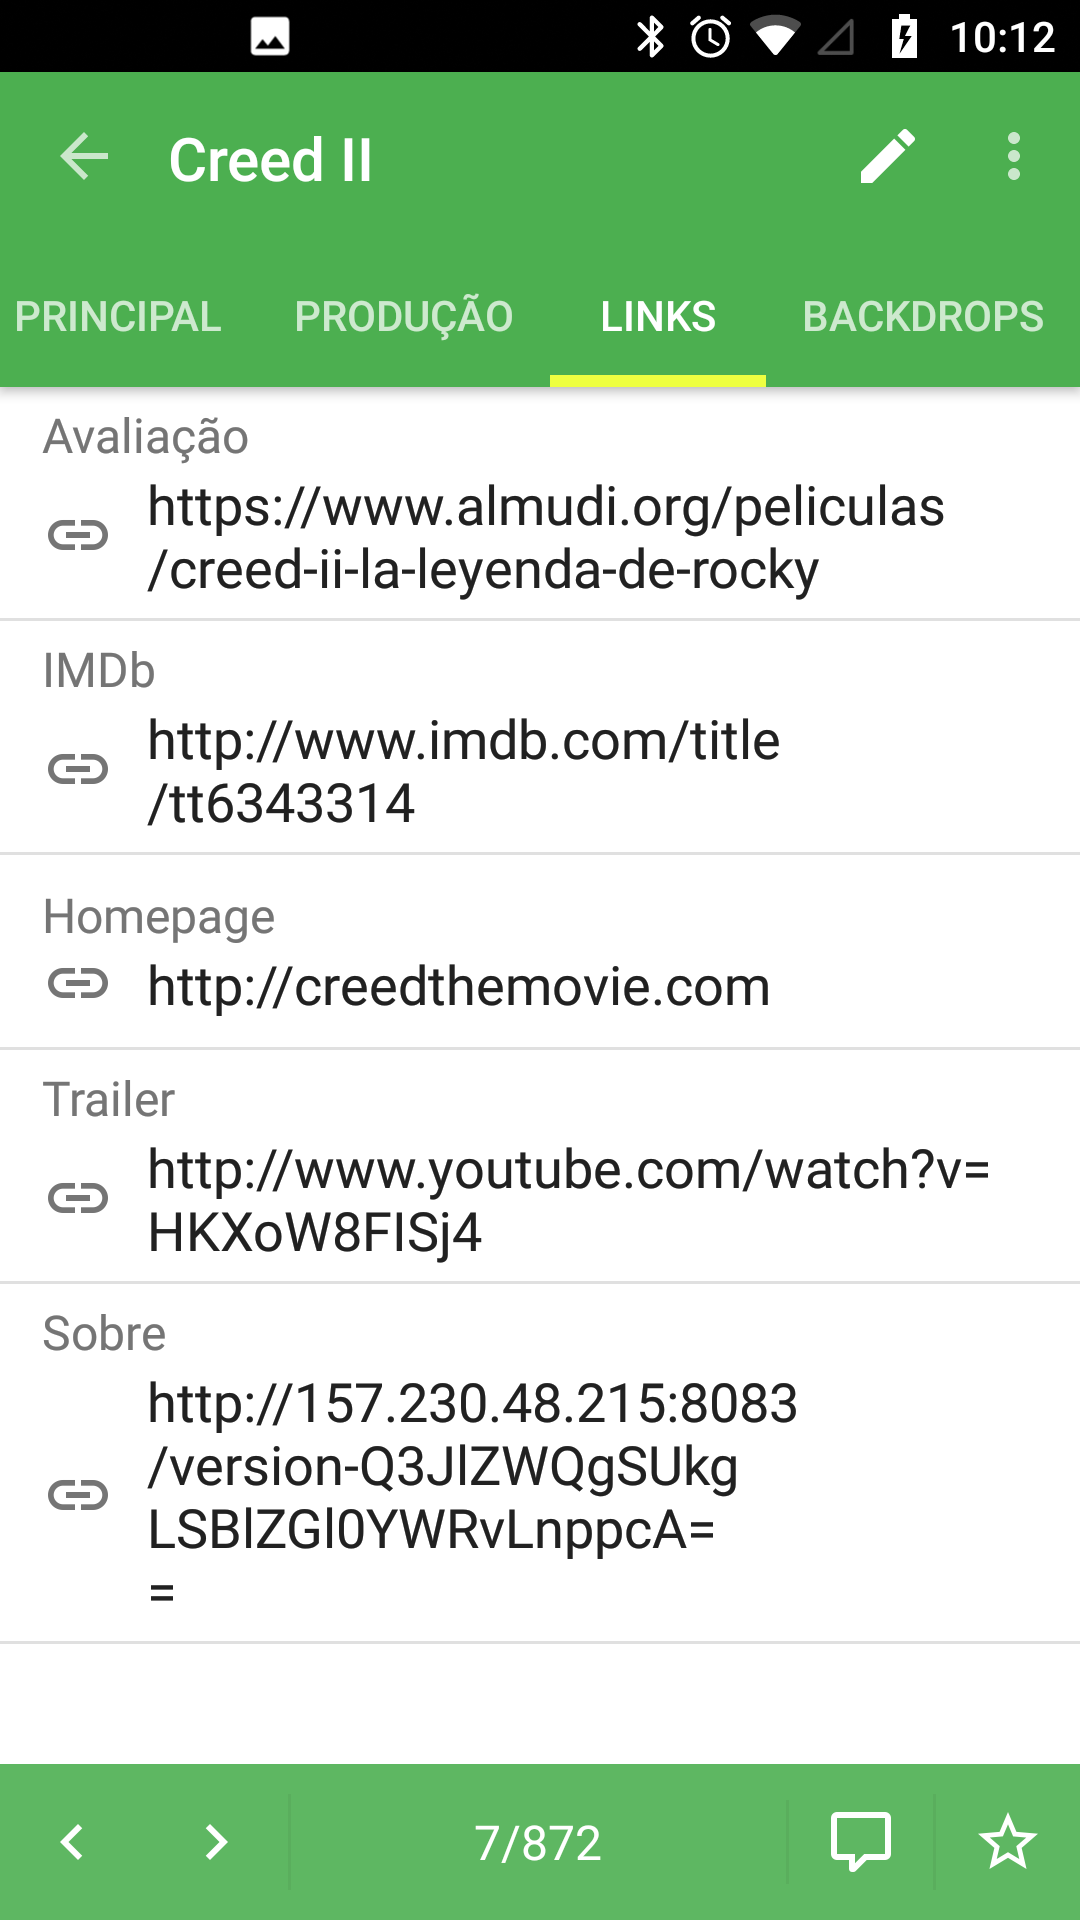 10:12
Creed II
PRINCIPAL PRODUÇÃO LINKS BACKDROPS
Avaliação
https://www.almudi.org/peliculas
/creed-ii-la-leyenda-de-rocky
IMDb
http://www.imdb.com/title
/tt6343314
Homepage
http://creedthemovie.com
Trailer
http://www.youtube.com/watch?v=
HKXoW8FISj4
Sobre
http://157.230.48.215:8083
/version-Q3JlZWQgSUkg
LSBlZGl0YWRvLnppcA=
=
7/872